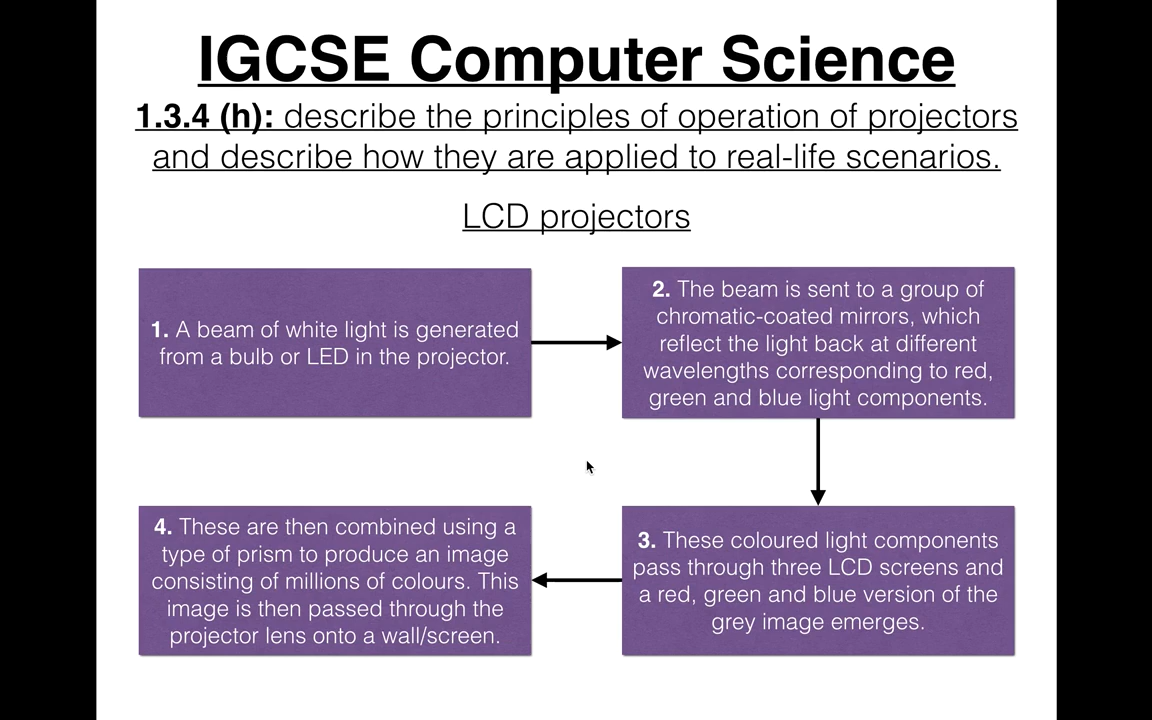 IGCSE Computer Science
1.3.4 (h): describe the principles of operation of projectors
and describe how they are applied to real-life scenarios.
LCD projectors
1. A beam of white light is generated
from a bulb or LED in the projector.
2. The beam is sent to a group of
chromatic-coated mirrors, which
reflect the light back at different
wavelengths corresponding to red,
green and blue light components.
3. These coloured light components
pass through three LCD screens and
a red, green and blue version of the
grey image emerges.
4. These are then combined using a
type of prism to produce an image
consisting of millions of colours. This
image is then passed through the
projector lens onto a wall/screen.